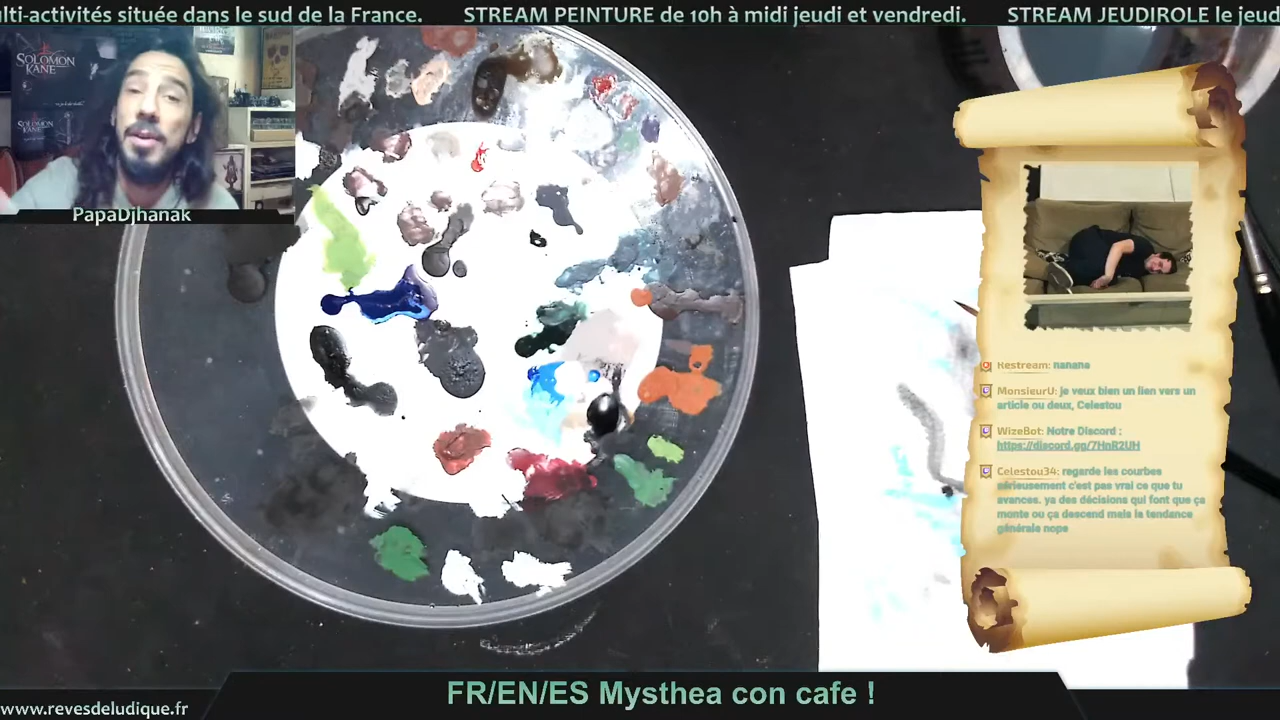 ulti-activités située dans le sud de la France. STREAM PEINTURE de 10h à midi jeudi et vendredi. STREAM JEUDIROLE le jeud
SOLOMON
KANE
SOLOMON
KANE
PapaDjhanak
Restream: nanana
MonsieurU: je veux bien un lien vers un
article ou deux, Celestou
WizeBot: Notre Discord :
https://discord.gg/7HnR2UH
Celestou34: regarde les courbes
sérieusement c'est pas vrai ce que tu
avances. ya des décisions qui font que ça
monte ou ça descend mais la tendance
générale nope
FR/EN/ES Mysthea con cafe !
www.revesdeludique.fr